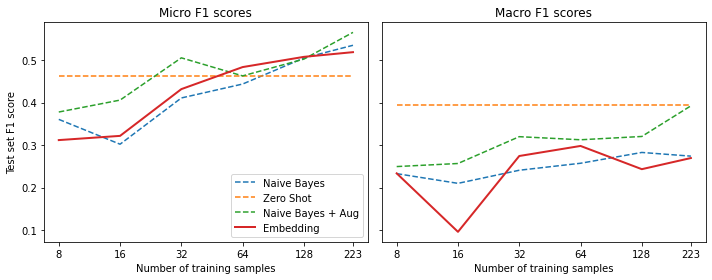 Micro F1 scores
Macro F1 scores
Test set F1 score
0.5
0.4
0.3
0.2
0.1
Naive Bayes
Zero Shot
Naive Bayes + Aug
Embedding
8 16 32 64 128 223
8 16 32 64 128 223
Number of training samples
Number of training samples